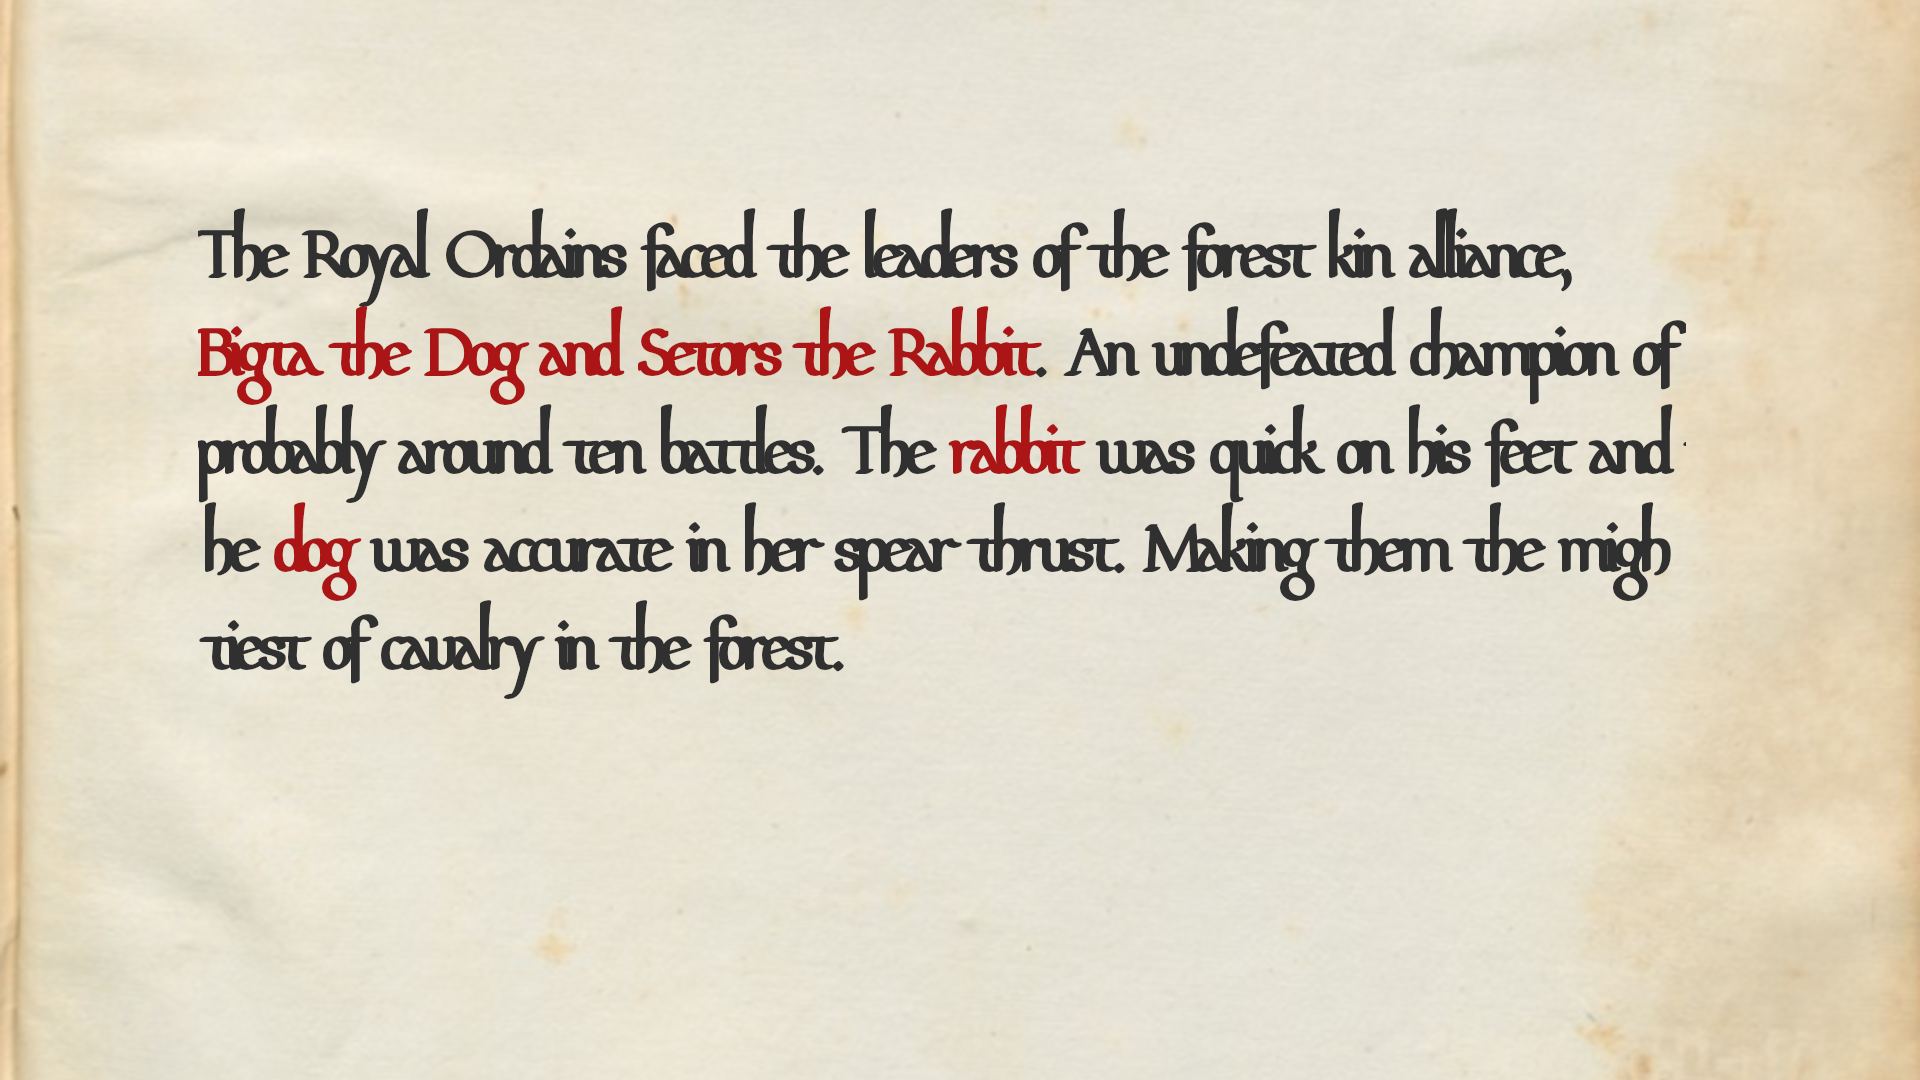 The Royal Ordains faced the leaders of the forest kin alliance,
Bigta the Dog and Setors the Rabbit. An undefeated champion of
probably around ten battles. The rabbit was quick on his feet and
he dog was accurate in her spear thrust. Making them the migh
tiest of cavalry in the forest.